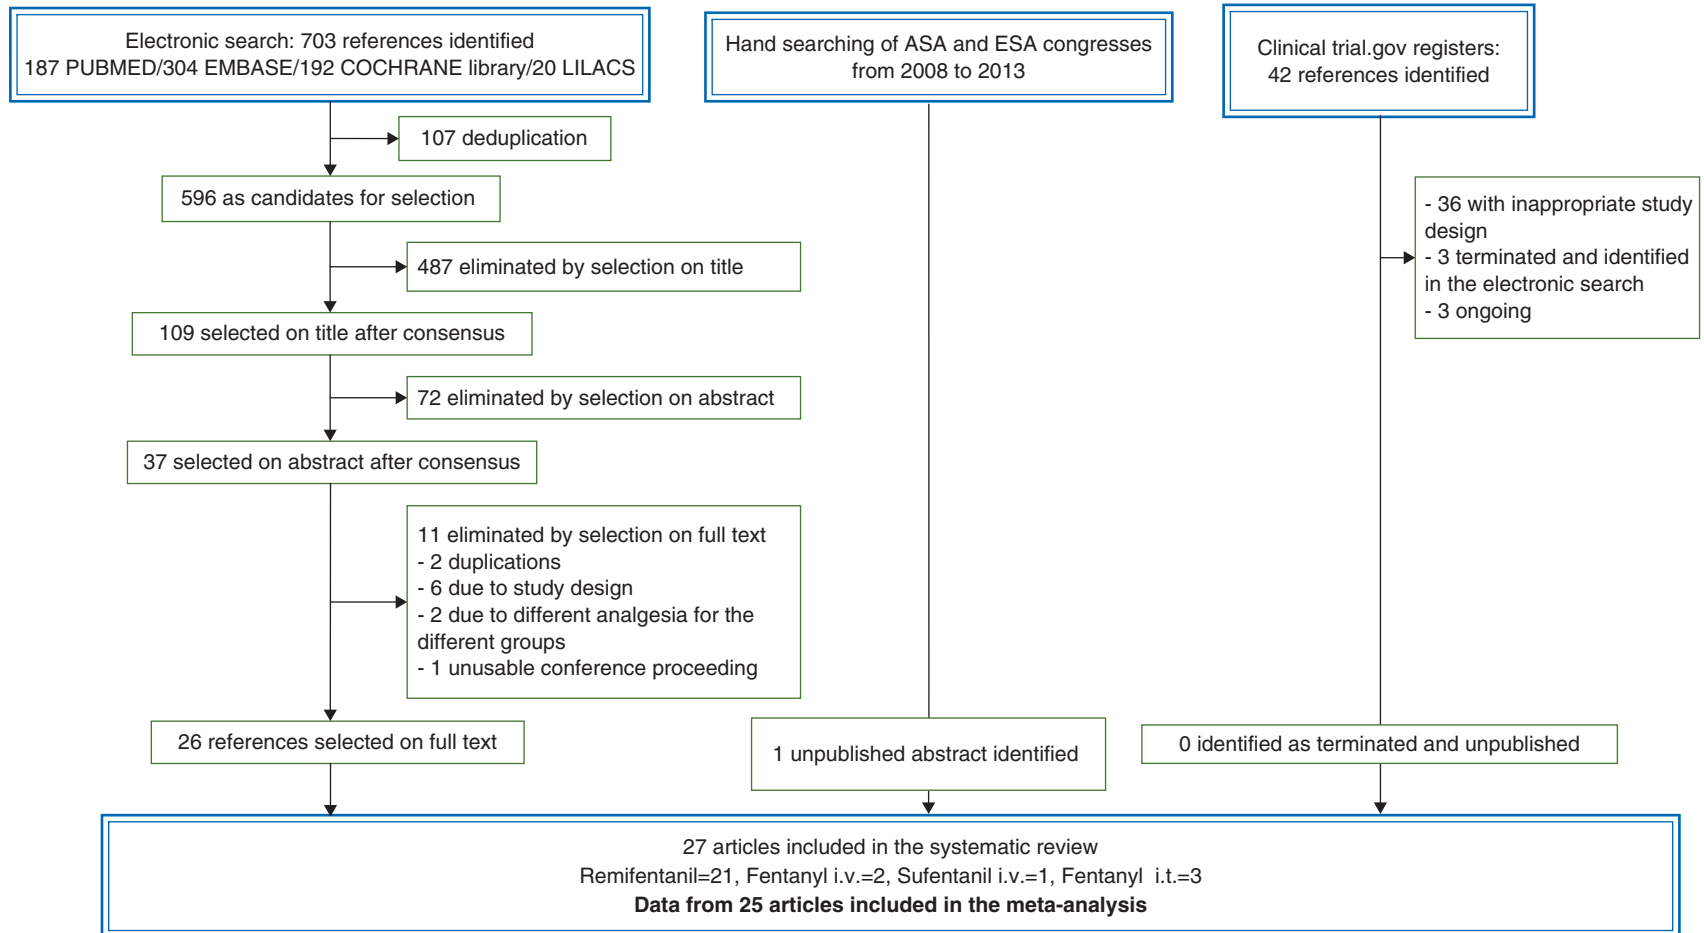 Electronic search: 703 references identified
187 PUBMED/304 EMBASE/192 COCHRANE library/20 LILACS
107 deduplication
596 as candidates for selection
487 eliminated by selection on title
109 selected on title after consensus
72 eliminated by selection on abstract
37 selected on abstract after consensus
11 eliminated by selection on full text
- 2 duplications
- 6 due to study design
- 2 due to different analgesia for the
different groups
- 1 unusable conference proceeding
26 references selected on full text
Hand searching of ASA and ESA congresses
from 2008 to 2013
1 unpublished abstract identified
Clinical trial.gov registers:
42 references identified
- 36 with inappropriate study
design
- 3 terminated and identified
in the electronic search
- 3 ongoing
0 identified as terminated and unpublished
27 articles included in the systematic review
Remifentanil=21, Fentanyl i.v.=2, Sufentanil i.v.=1, Fentanyl i.t.=3
Data from 25 articles included in the meta-analysis